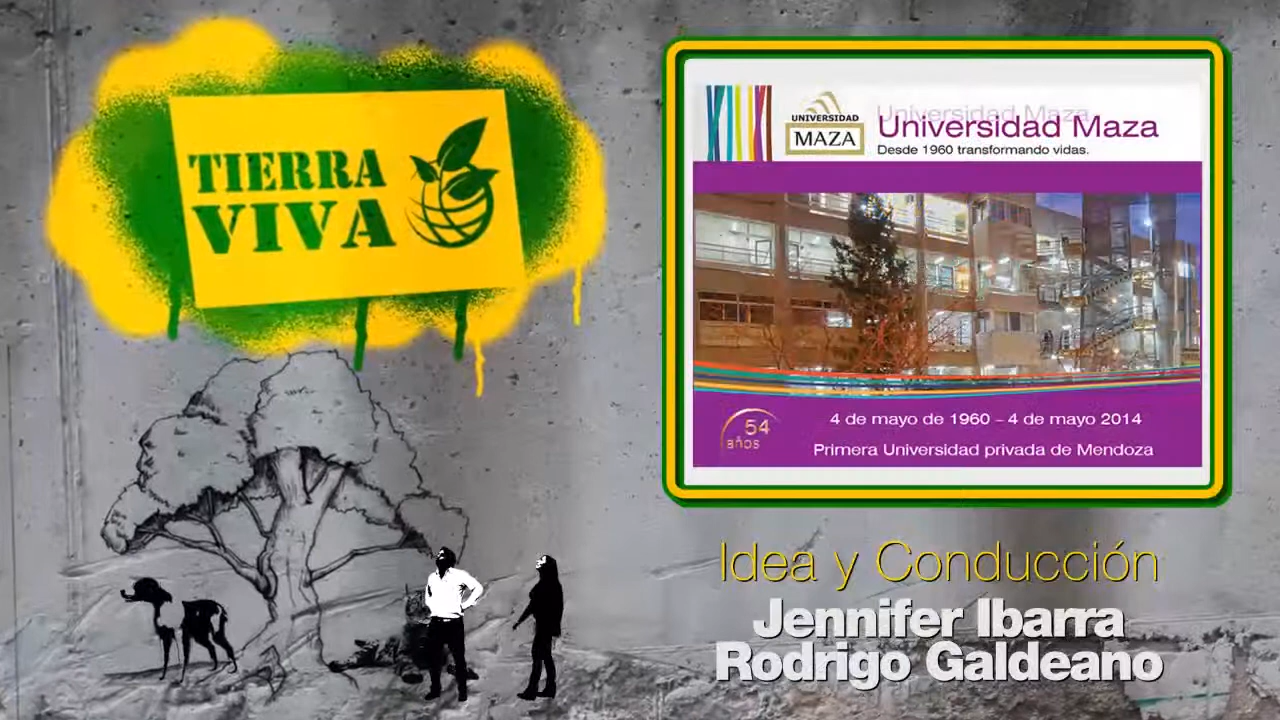 TIERRA
VIVA
UNIVERSIDAD
MAZA
Universidad Maza
Universidad Maza
Desde 1960 transformando vidas.
54
años
4 de mayo de 1960 - 4 de mayo 2014
Primera Universidad privada de Mendoza
Idea y Conducción
Jennifer Ibarra
Rodrigo Galdeano